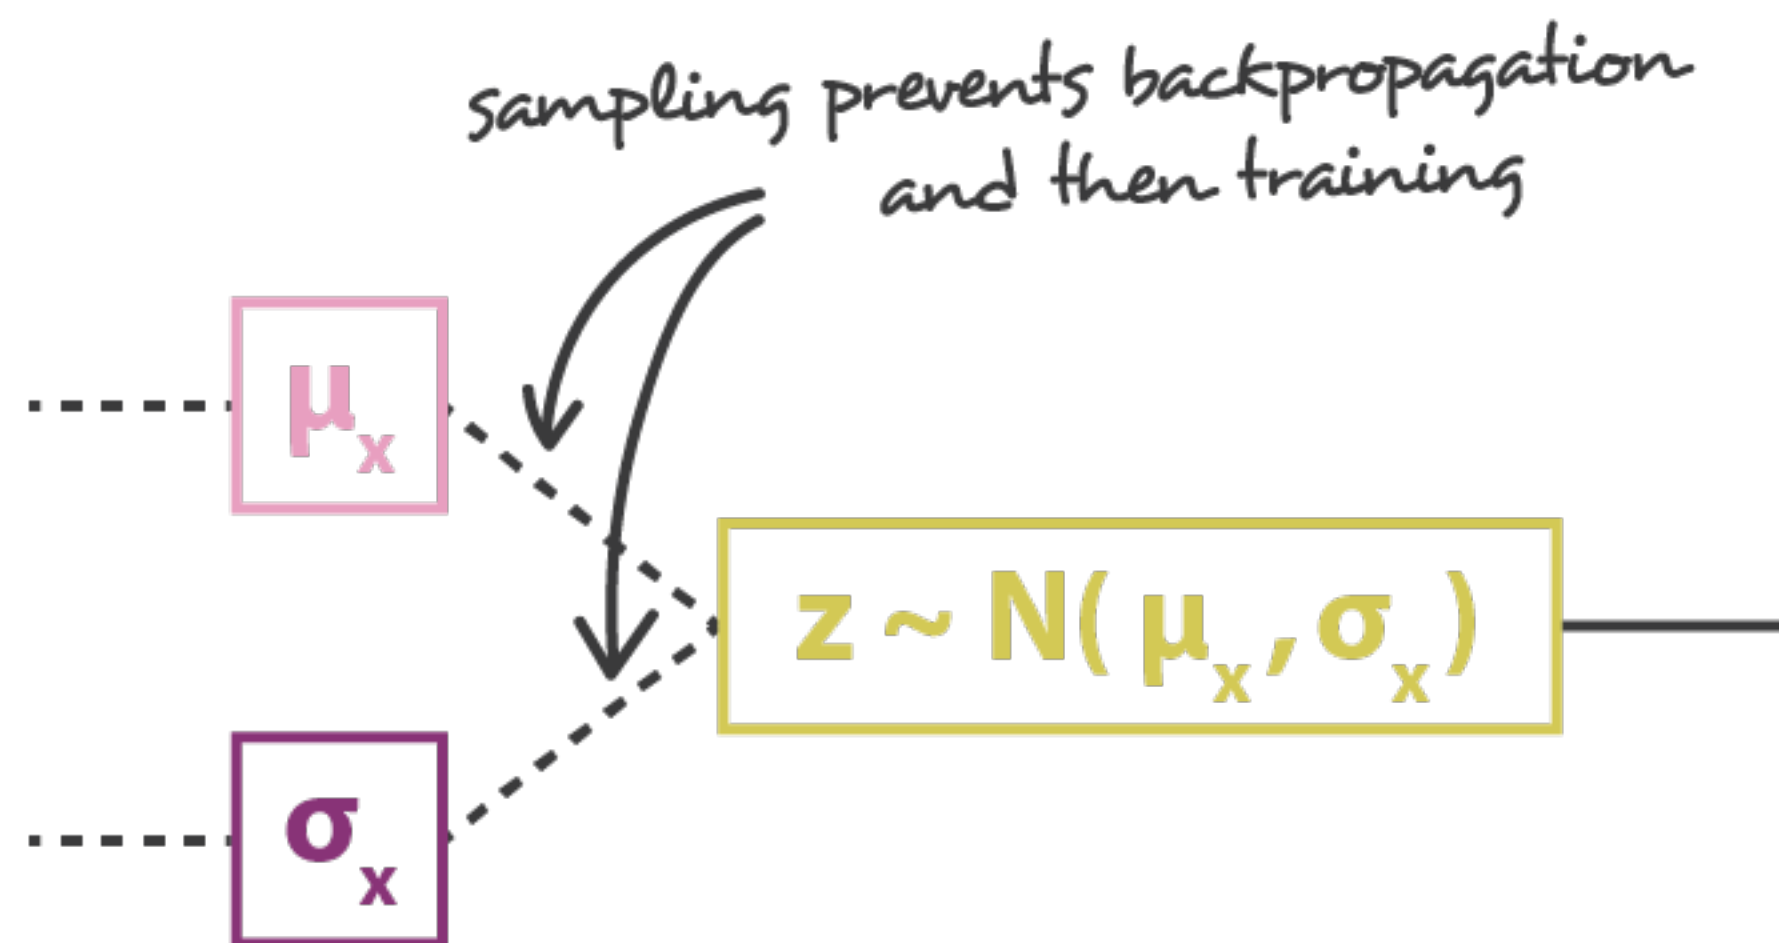 sampling prevents backpropagation
and then training
μx
z ~ N( μx , σx )
σx